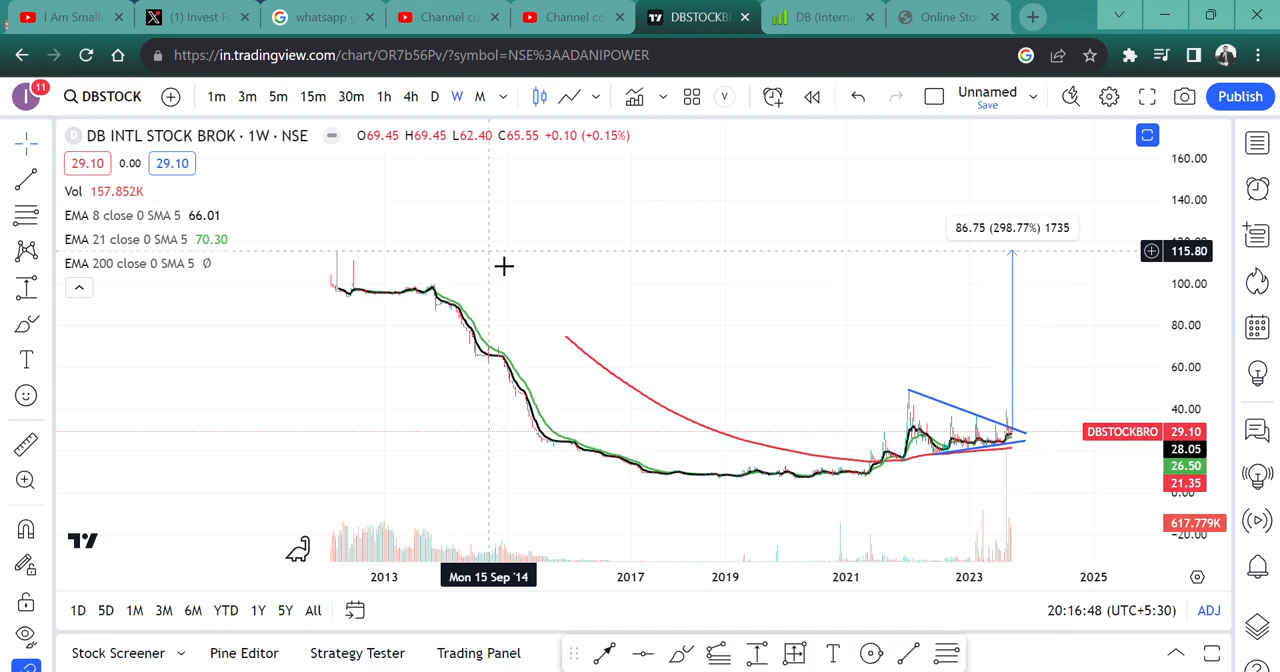 I Am Small
(1) Invest F
whatsapp g
Channel co
Channel co
DBSTOCKB
DB (Interna
Online Sto
https://in.tradingview.com/chart/OR7b56Pv/?symbol=NSE%3AADANIPOWER
I 11 DBSTOCK 1m 3m 5m 15m 30m 1h 4h D W M V Unnamed Save Publish
D DB INTL STOCK BROK · 1W · NSE O69.45 H69.45 L62.40 C65.55 +0.10 (+0.15%)
29.10 0.00 29.10
Vol 157.852K
EMA 8 close 0 SMA 5 66.01
EMA 21 close 0 SMA 5 70.30
EMA 200 close 0 SMA 5 Ø
86.75 (298.77%) 1735
160.00
140.00
115.80
100.00
80.00
60.00
40.00
DBSTOCKBRO 29.10
28.05
26.50
21.35
617.779K
−20.00
2013 Mon 15 Sep '14 2017 2019 2021 2023 2025
1D 5D 1M 3M 6M YTD 1Y 5Y All 20:16:48 (UTC+5:30) ADJ
Stock Screener Pine Editor Strategy Tester Trading Panel T